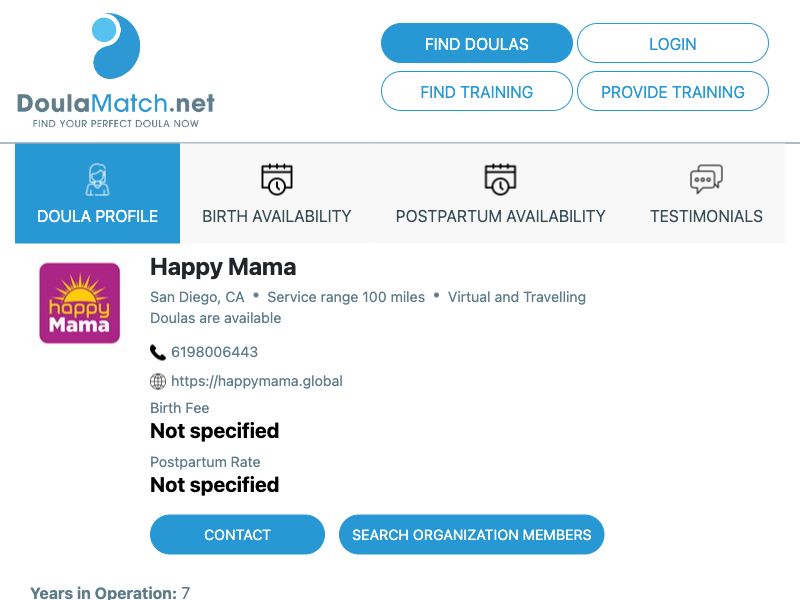 DoulaMatch.net
FIND YOUR PERFECT DOULA NOW
FIND DOULAS
LOGIN
FIND TRAINING
PROVIDE TRAINING
DOULA PROFILE
BIRTH AVAILABILITY
POSTPARTUM AVAILABILITY
TESTIMONIALS
happy
Mama
Happy Mama
San Diego, CA • Service range 100 miles • Virtual and Travelling
Doulas are available
6198006443
https://happymama.global
Birth Fee
Not specified
Postpartum Rate
Not specified
CONTACT
SEARCH ORGANIZATION MEMBERS
Years in Operation: 7